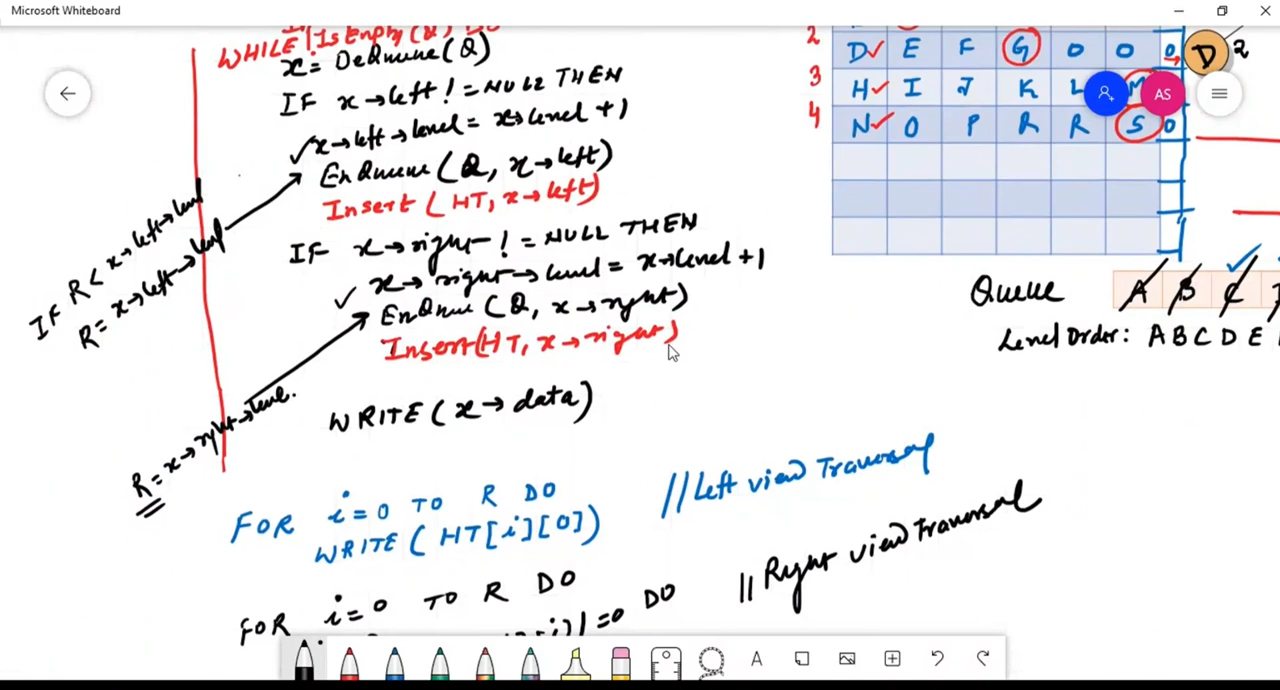 Microsoft Whiteboard
WHILE !IsEmpty(Q)
x = DeQueue(Q)
IF x→left != NULL THEN
✓x→left→level = x→level + 1
EnQueue(Q, x→left)
Insert(HT, x→left)
IF x→right != NULL THEN
✓ x→right→level = x→level + 1
EnQueue(Q, x→right)
Insert(HT, x→right)
WRITE(x→data)
IF R < x→left→level
R = x→left→level
R = x→right→level.
FOR i=0 TO R DO
WRITE(HT[i][0])
//Left view Traversal
FOR i=0 TO R DO
!=0 DO
//Right view Traversal
2 D✓ E F G 0 0 0
3 H✓ I J K L M
4 N✓ O P R R S 0
D 2
AS
Queue A B C
Level Order: A B C D E